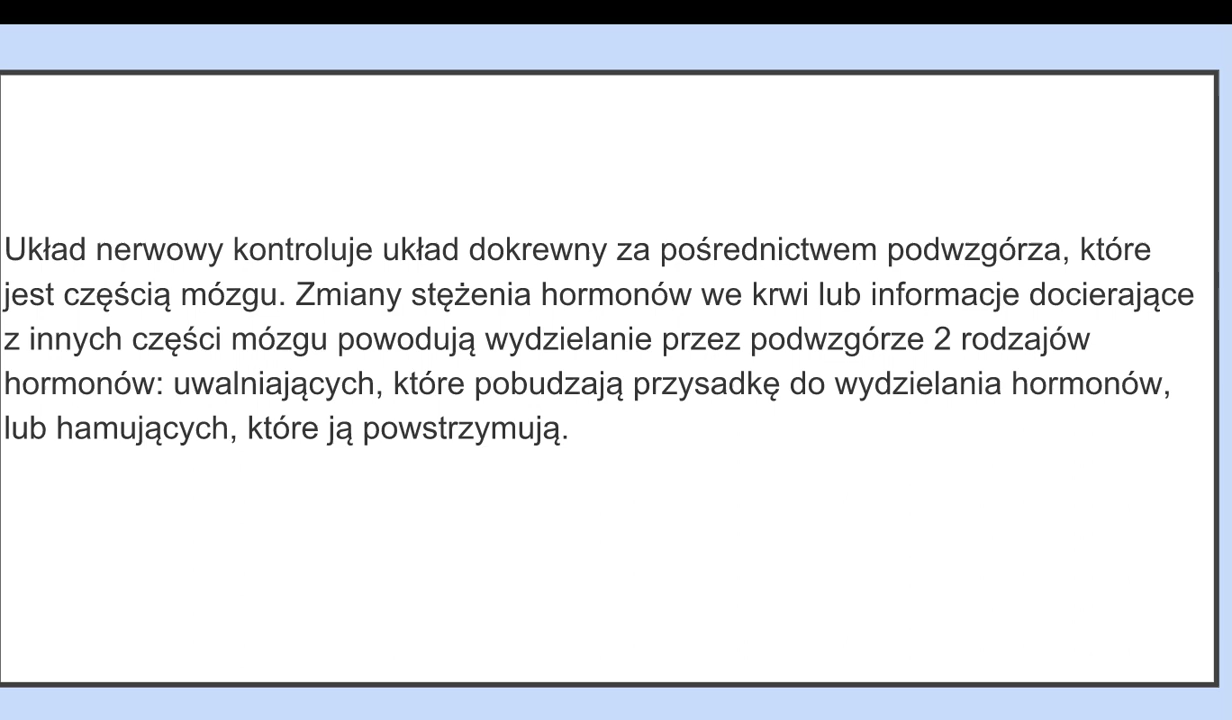 Układ nerwowy kontroluje układ dokrewny za pośrednictwem podwzgórza, które
jest częścią mózgu. Zmiany stężenia hormonów we krwi lub informacje docierające
z innych części mózgu powodują wydzielanie przez podwzgórze 2 rodzajów
hormonów: uwalniających, które pobudzają przysadkę do wydzielania hormonów,
lub hamujących, które ją powstrzymują.